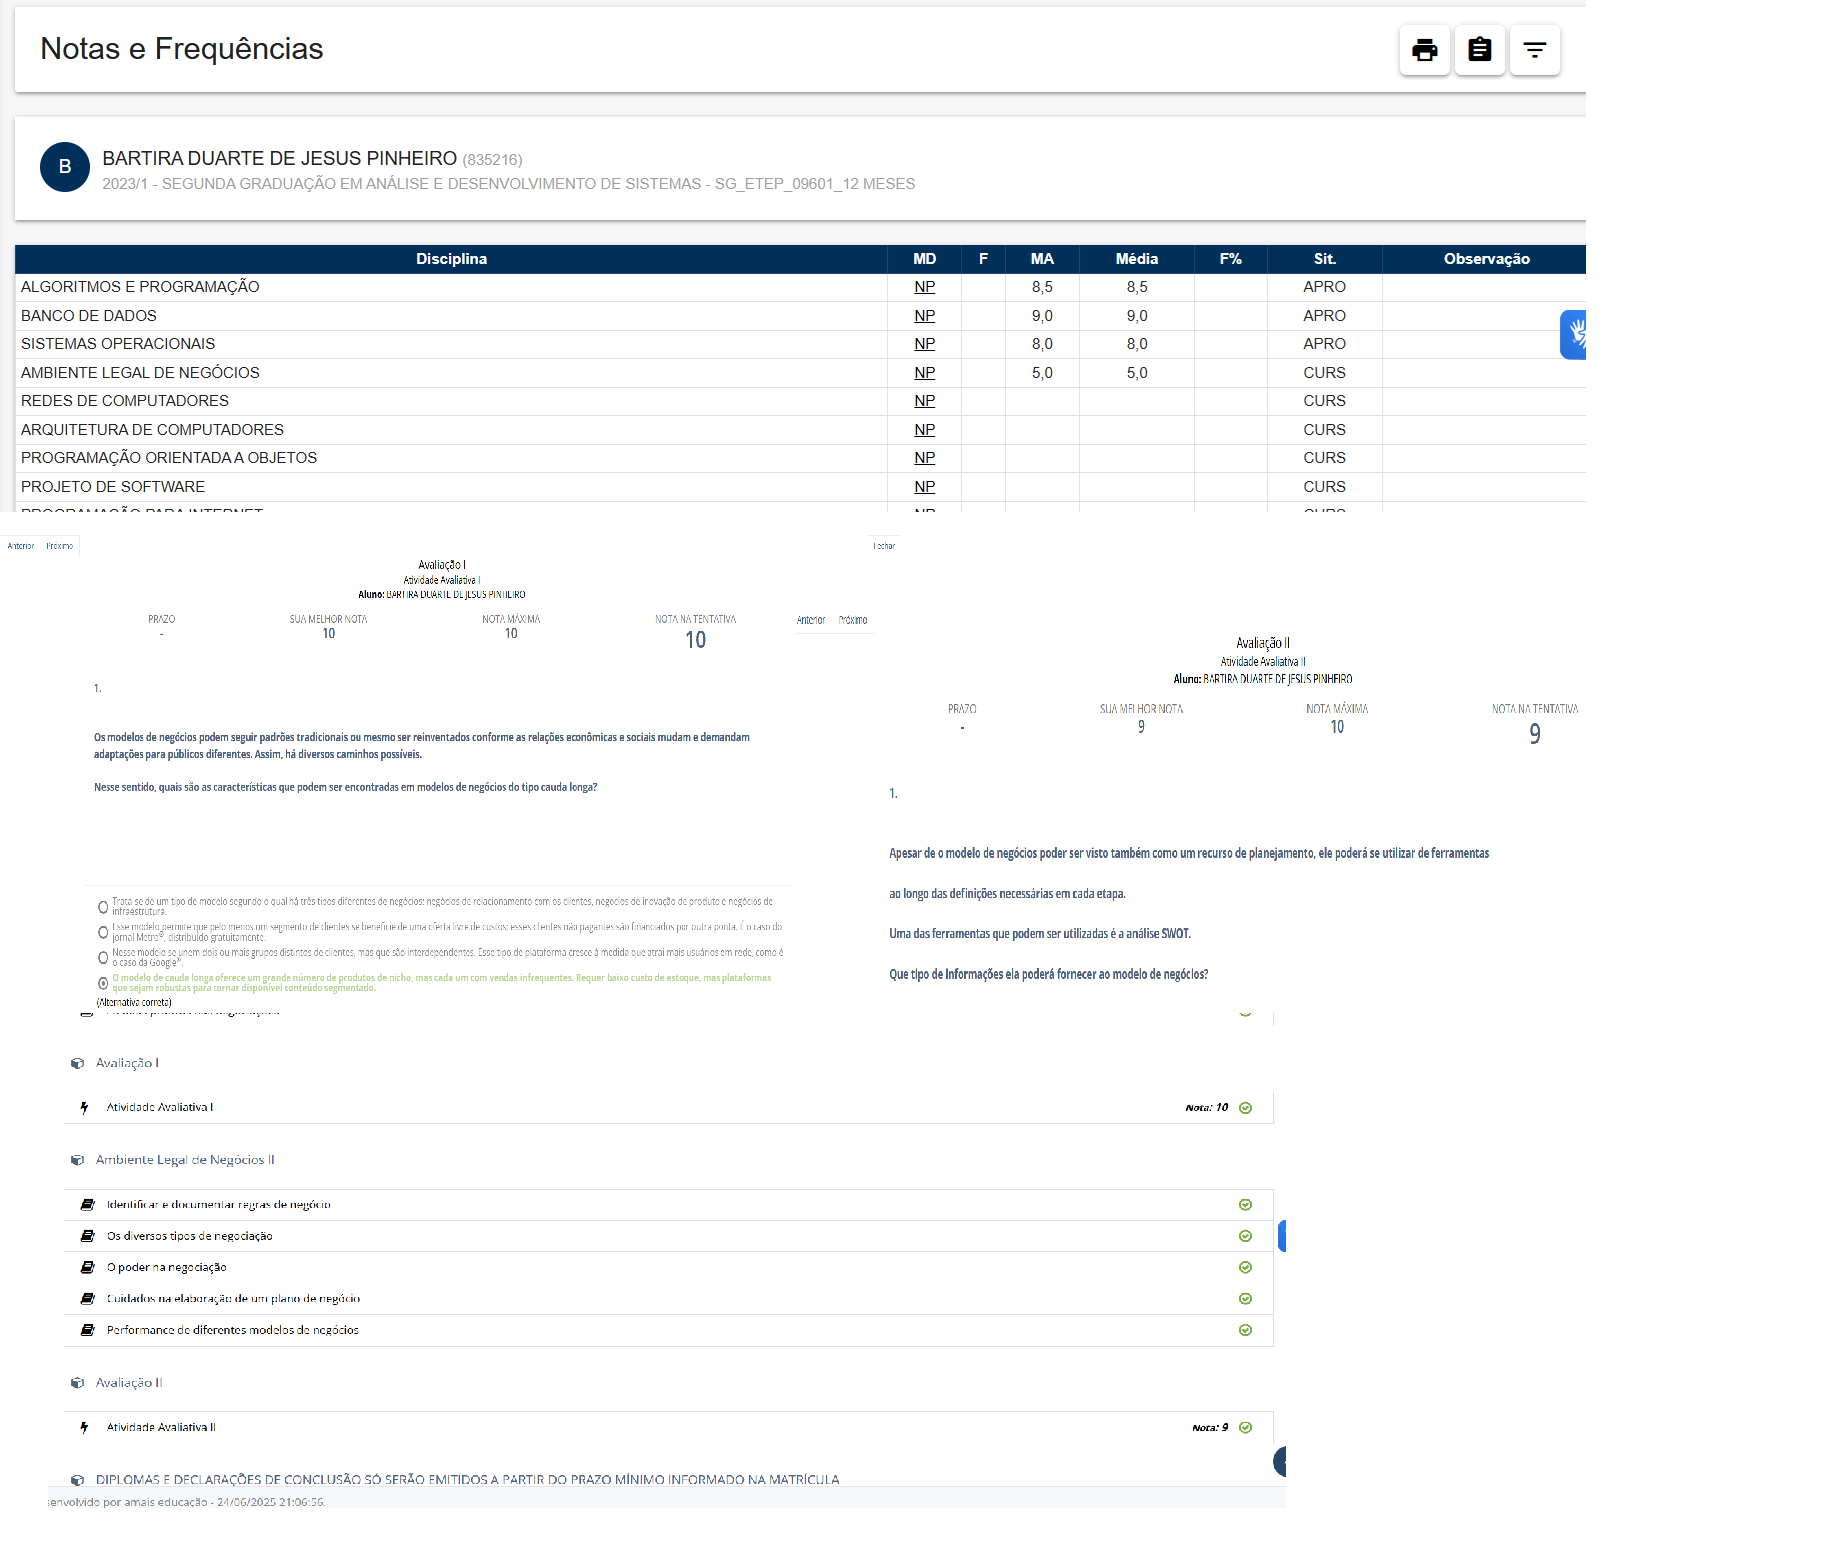 Notas e Frequências
B
BARTIRA DUARTE DE JESUS PINHEIRO (835216)
2023/1 - SEGUNDA GRADUAÇÃO EM ANÁLISE E DESENVOLVIMENTO DE SISTEMAS - SG_ETEP_09601_12 MESES
Disciplina MD F MA Média F% Sit. Observação
ALGORITMOS E PROGRAMAÇÃO NP 8,5 8,5 APRO
BANCO DE DADOS NP 9,0 9,0 APRO
SISTEMAS OPERACIONAIS NP 8,0 8,0 APRO
AMBIENTE LEGAL DE NEGÓCIOS NP 5,0 5,0 CURS
REDES DE COMPUTADORES NP CURS
ARQUITETURA DE COMPUTADORES NP CURS
PROGRAMAÇÃO ORIENTADA A OBJETOS NP CURS
PROJETO DE SOFTWARE NP CURS
PROGRAMAÇÃO PARA INTERNET NP CURS
Anterior Próximo
Fechar
Avaliação I
Atividade Avaliativa I
Aluno: BARTIRA DUARTE DE JESUS PINHEIRO
PRAZO SUA MELHOR NOTA NOTA MÁXIMA NOTA NA TENTATIVA
- 10 10 10
1.
Os modelos de negócios podem seguir padrões tradicionais ou mesmo ser reinventados conforme as relações econômicas e sociais mudam e demandam
adaptações para públicos diferentes. Assim, há diversos caminhos possíveis.
Nesse sentido, quais são as características que podem ser encontradas em modelos de negócios do tipo cauda longa?
Trata-se de um tipo de modelo segundo o qual há três tipos diferentes de negócios: negócios de relacionamento com os clientes, negócios de inovação de produto e negócios de
infraestrutura.
Esse modelo permite que pelo menos um segmento de clientes se beneficie de uma oferta livre de custos; esses clientes não pagantes são financiados por outra ponta. É o caso do
jornal Metro®, distribuído gratuitamente.
Nesse modelo se unem dois ou mais grupos distintos de clientes, mas que são interdependentes. Esse tipo de plataforma cresce à medida que atrai mais usuários em rede, como é
o caso da Google®.
O modelo de cauda longa oferece um grande número de produtos de nicho, mas cada um com vendas infrequentes. Requer baixo custo de estoque, mas plataformas
que sejam robustas para tornar disponível conteúdo segmentado.
(Alternativa correta)
Anterior Próximo
Avaliação II
Atividade Avaliativa II
Aluno: BARTIRA DUARTE DE JESUS PINHEIRO
PRAZO SUA MELHOR NOTA NOTA MÁXIMA NOTA NA TENTATIVA
- 9 10 9
1.
Apesar de o modelo de negócios poder ser visto também como um recurso de planejamento, ele poderá se utilizar de ferramentas
ao longo das definições necessárias em cada etapa.
Uma das ferramentas que podem ser utilizadas é a análise SWOT.
Que tipo de informações ela poderá fornecer ao modelo de negócios?
Avaliação I
Atividade Avaliativa I Nota: 10
Ambiente Legal de Negócios II
Identificar e documentar regras de negócio
Os diversos tipos de negociação
O poder na negociação
Cuidados na elaboração de um plano de negócio
Performance de diferentes modelos de negócios
Avaliação II
Atividade Avaliativa II Nota: 9
DIPLOMAS E DECLARAÇÕES DE CONCLUSÃO SÓ SERÃO EMITIDOS A PARTIR DO PRAZO MÍNIMO INFORMADO NA MATRÍCULA
senvolvido por amais educação - 24/06/2025 21:06:56.